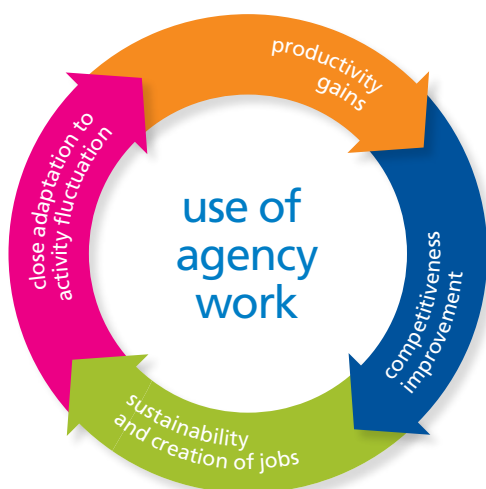 productivity
gains
use of
agency
work
close adaptation to
activity fluctuation
competitiveness
improvement
sustainability
and creation of jobs